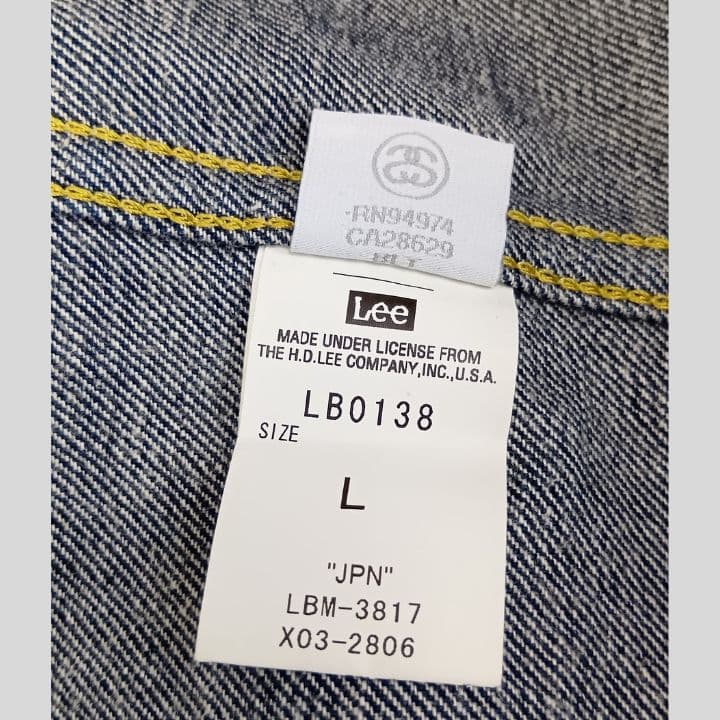 ·RN94974
CA28629
Lee
MADE UNDER LICENSE FROM
THE H.D.LEE COMPANY,INC.,U.S.A.
LB0138
SIZE
L
"JPN"
LBM-3817
X03-2806